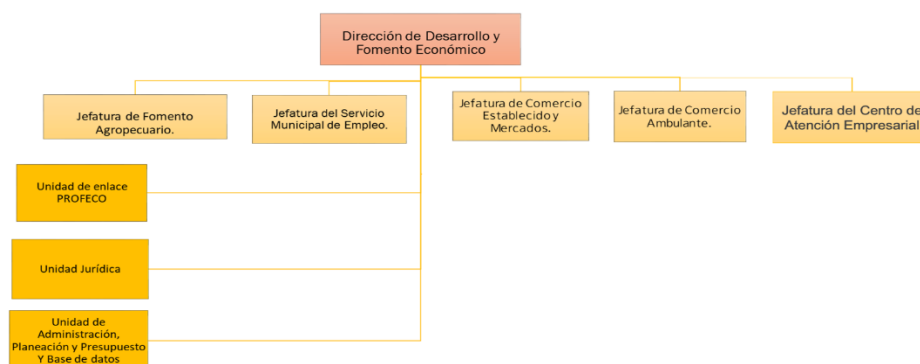 Dirección de Desarrollo y
Fomento Económico
Jefatura de Fomento
Agropecuario.
Jefatura del Servicio
Municipal de Empleo.
Jefatura de Comercio
Establecido y
Mercados.
Jefatura de Comercio
Ambulante.
Jefatura del Centro de
Atención Empresarial
Unidad de enlace
PROFECO
Unidad Jurídica
Unidad de
Administración,
Planeación y Presupuesto
Y Base de datos